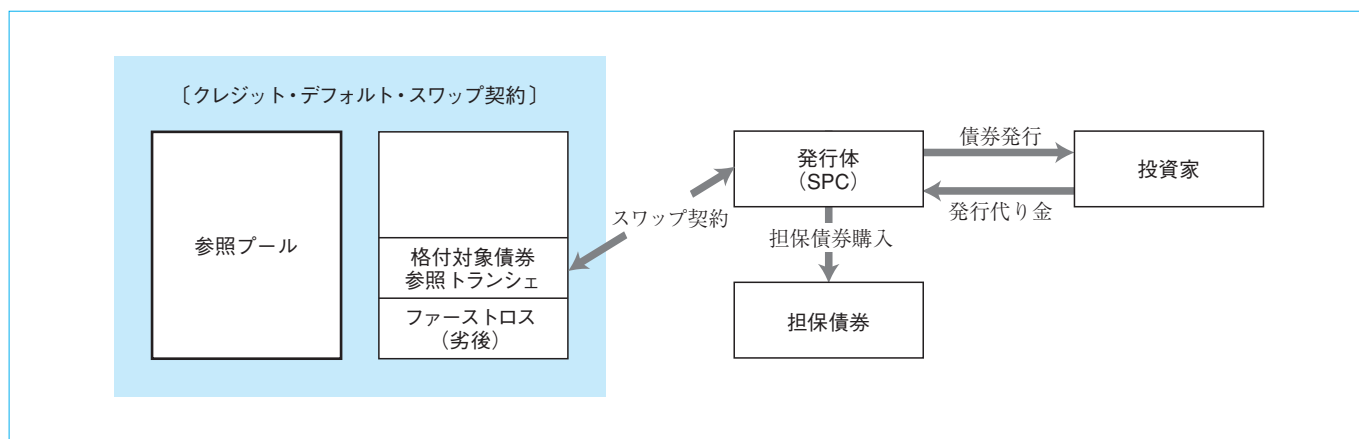 〔クレジット・デフォルト・スワップ契約〕
参照プール
格付対象債券
参照トランシェ
ファーストロス
(劣後)
スワップ契約
発行体
(SPC)
債券発行
発行代り金
投資家
担保債券購入
担保債券